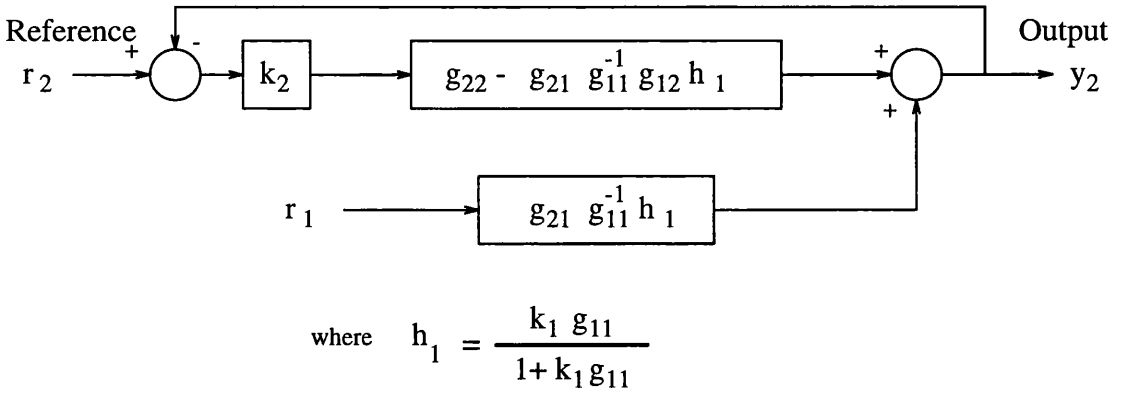 Reference
Output
+ -
r2 k2 g22 - g21 g11^-1 g12 h1 + y2
+
r1 g21 g11^-1 h1
where h1 = k1 g11 / 1+ k1 g11